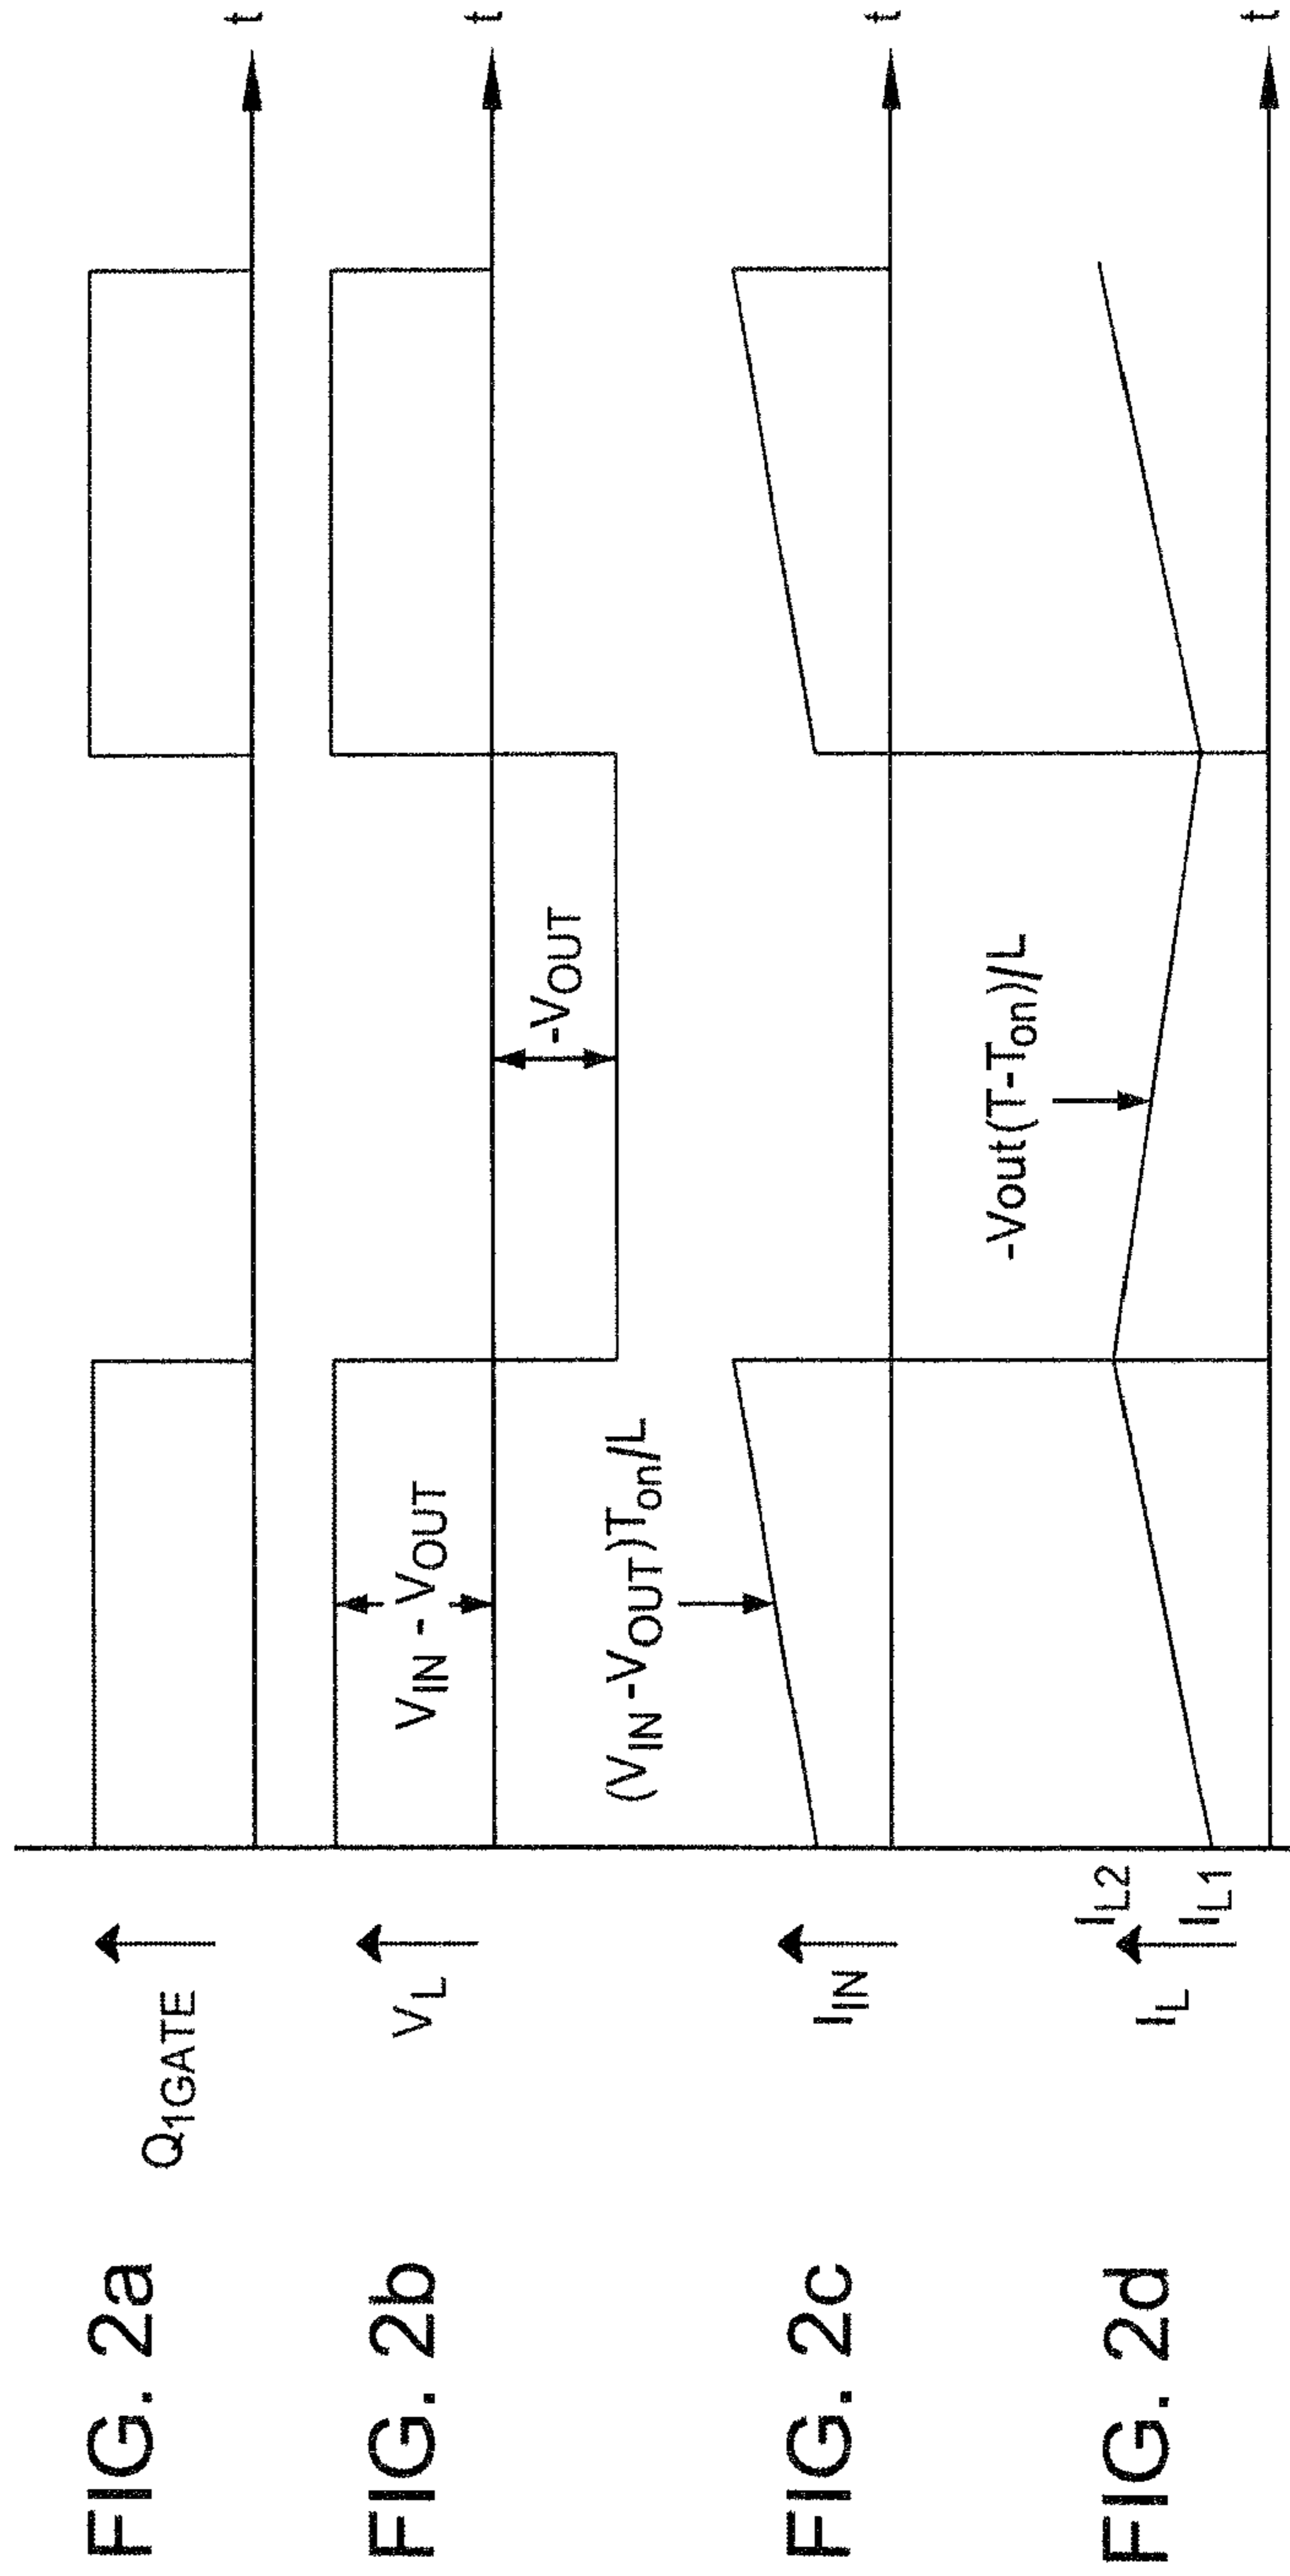 FIG. 2a
Q1GATE
t
FIG. 2b
VL
VIN - VOUT
-VOUT
t
FIG. 2c
IIN
(VIN -VOUT)Ton/L
t
FIG. 2d
IL
IL2
IL1
-Vout(T-Ton)/L
t